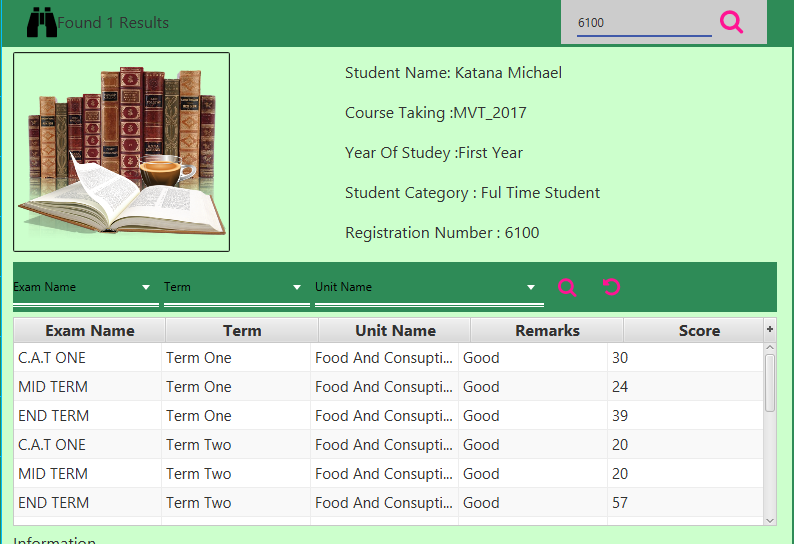 Found 1 Results
6100
Student Name: Katana Michael
Course Taking :MVT_2017
Year Of Studey :First Year
Student Category : Ful Time Student
Registration Number : 6100
Exam Name Term Unit Name
Exam Name Term Unit Name Remarks Score +
C.A.T ONE Term One Food And Consupti... Good 30
MID TERM Term One Food And Consupti... Good 24
END TERM Term One Food And Consupti... Good 39
C.A.T ONE Term Two Food And Consupti... Good 20
MID TERM Term Two Food And Consupti... Good 20
END TERM Term Two Food And Consupti... Good 57
Information